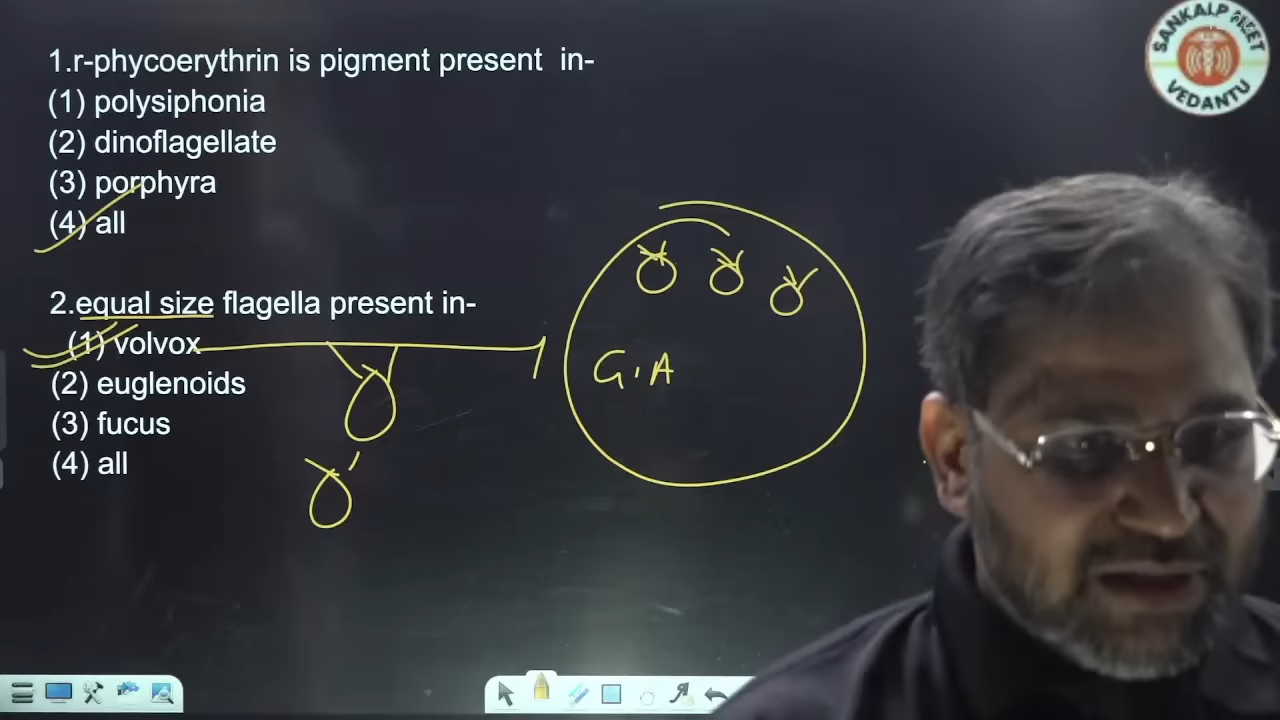 1.r-phycoerythrin is pigment present in-
(1) polysiphonia
(2) dinoflagellate
(3) porphyra
(4) all
2.equal size flagella present in-
(1) volvox
(2) euglenoids
(3) fucus
(4) all
G.A
SANKALP NEET
VEDANTU